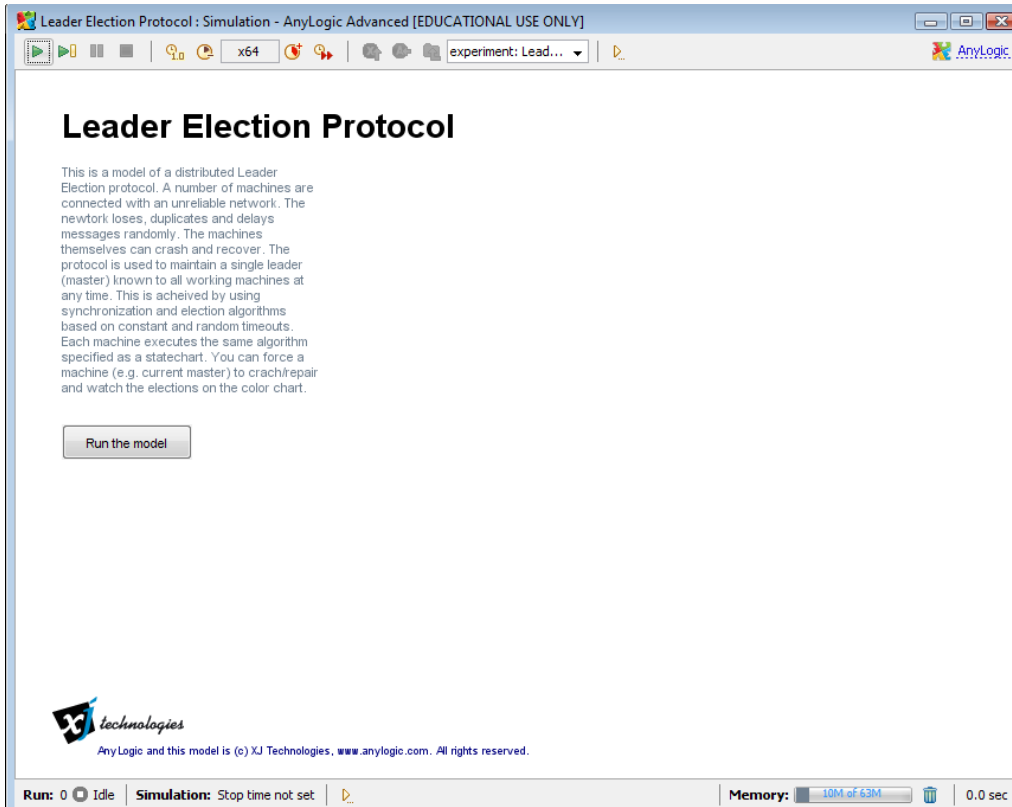 Leader Election Protocol : Simulation - AnyLogic Advanced [EDUCATIONAL USE ONLY]
x64 experiment: Lead... AnyLogic
Leader Election Protocol
This is a model of a distributed Leader
Election protocol. A number of machines are
connected with an unreliable network. The
newtork loses, duplicates and delays
messages randomly. The machines
themselves can crash and recover. The
protocol is used to maintain a single leader
(master) known to all working machines at
any time. This is acheived by using
synchronization and election algorithms
based on constant and random timeouts.
Each machine executes the same algorithm
specified as a statechart. You can force a
machine (e.g. current master) to crach/repair
and watch the elections on the color chart.
Run the model
xj technologies
AnyLogic and this model is (c) XJ Technologies, www.anylogic.com. All rights reserved.
Run: 0 Idle Simulation: Stop time not set Memory: 10M of 63M 0.0 sec